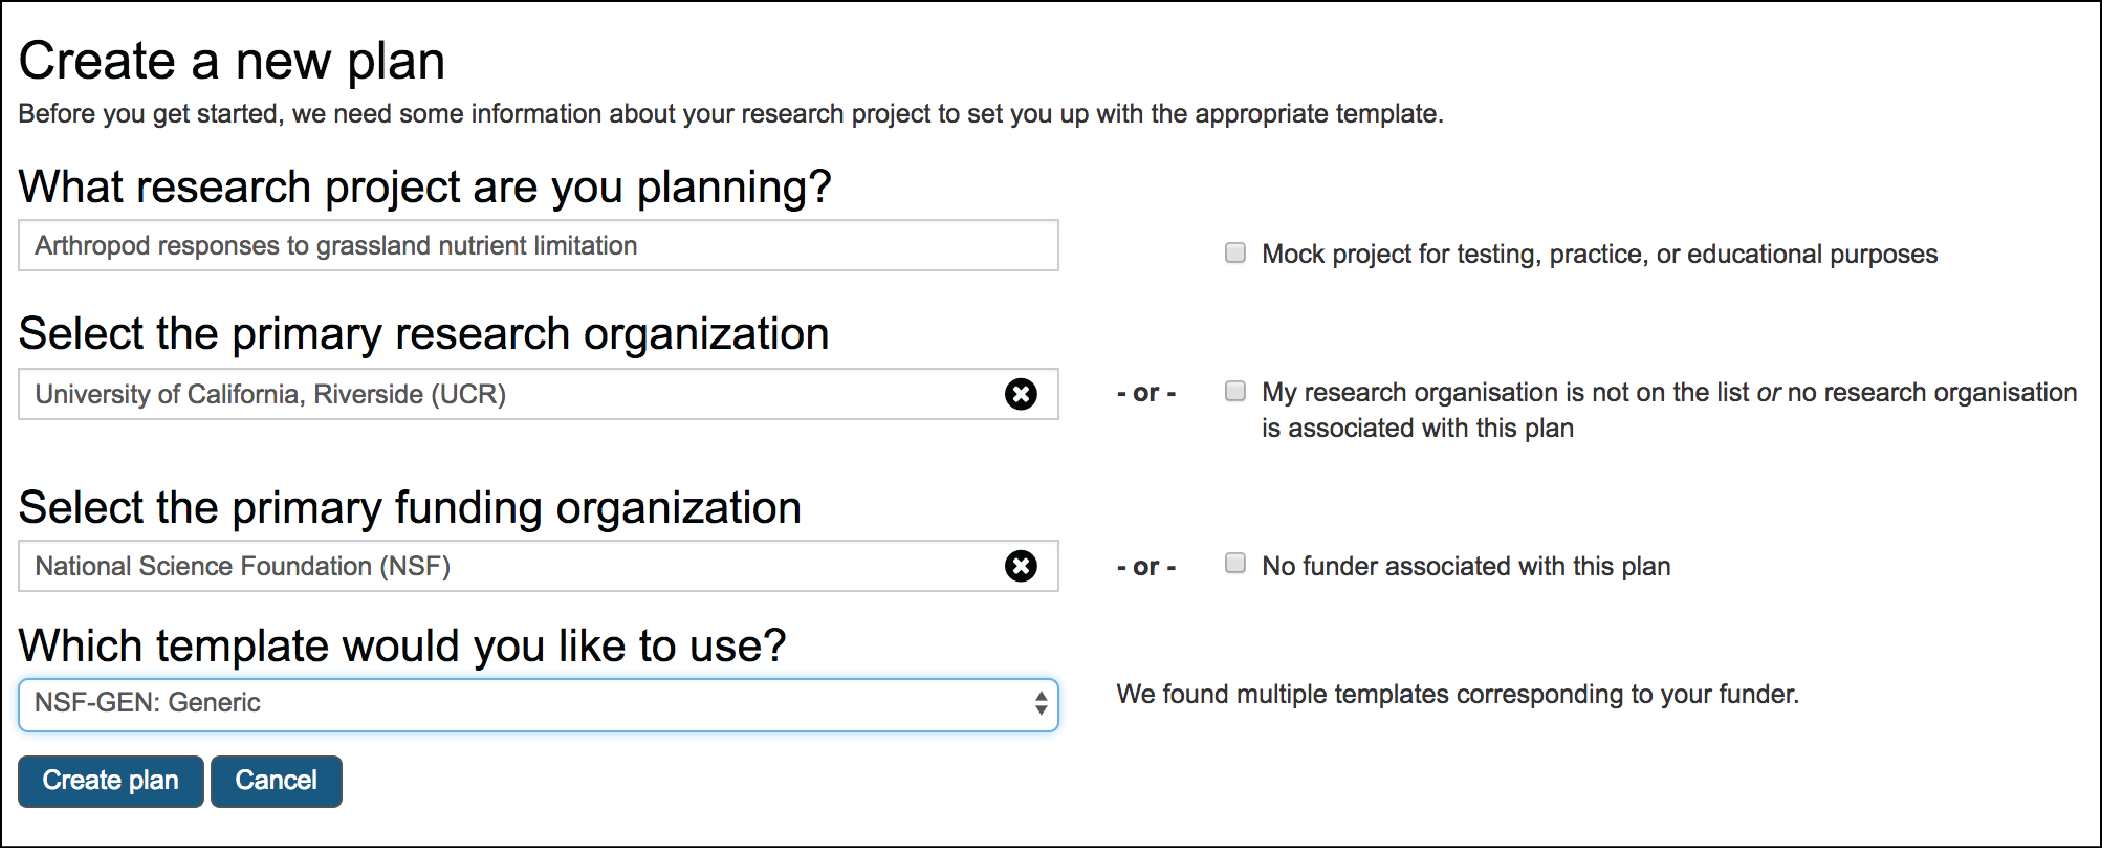 Create a new plan
Before you get started, we need some information about your research project to set you up with the appropriate template.
What research project are you planning?
Arthropod responses to grassland nutrient limitation
Mock project for testing, practice, or educational purposes
Select the primary research organization
University of California, Riverside (UCR)
- or -
My research organisation is not on the list or no research organisation
is associated with this plan
Select the primary funding organization
National Science Foundation (NSF)
- or -
No funder associated with this plan
Which template would you like to use?
NSF-GEN: Generic
We found multiple templates corresponding to your funder.
Create plan
Cancel